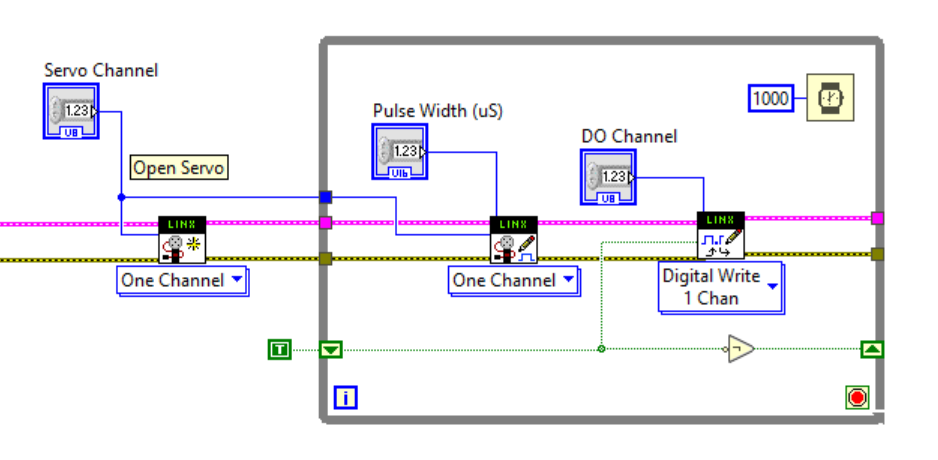 Servo Channel
1.23
U8
Open Servo
LINX
One Channel
Pulse Width (uS)
1.23
U16
LINX
One Channel
DO Channel
1.23
U8
LINX
Digital Write
1 Chan
1000
T
i